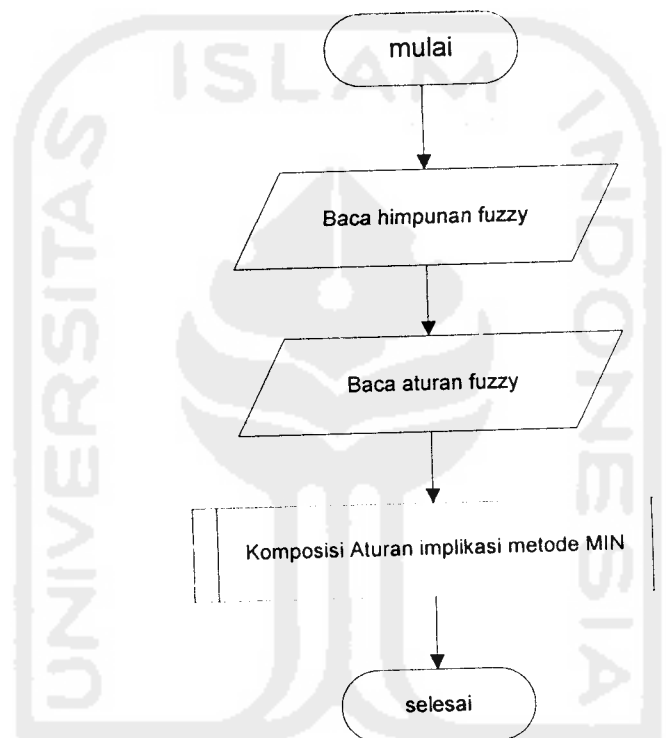 mulai
ISLAM
UNIVERSITAS
INDONESIA
Baca himpunan fuzzy
Baca aturan fuzzy
Komposisi Aturan implikasi metode MIN
selesai